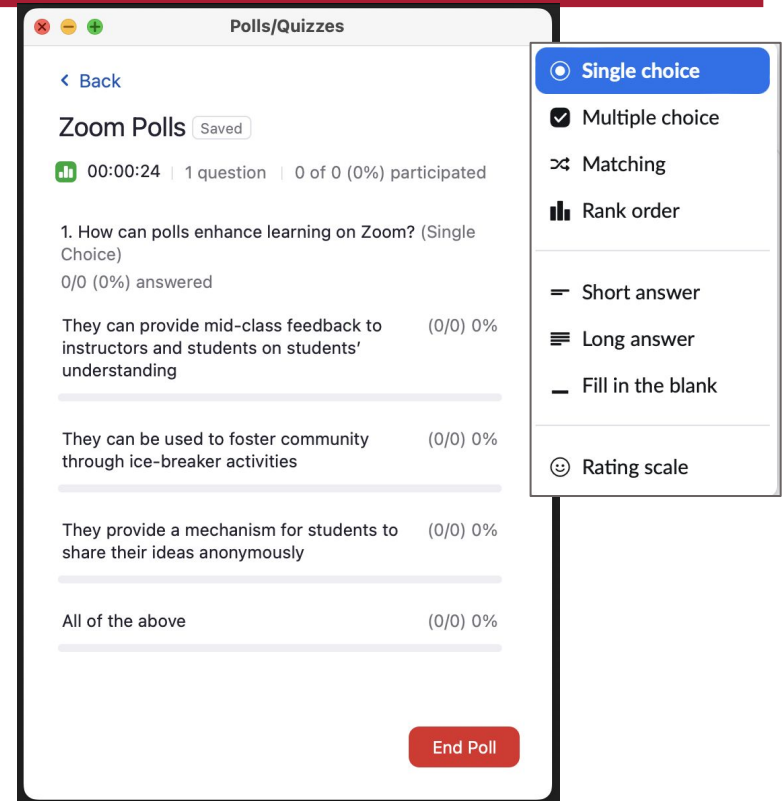 Polls/Quizzes
Back
Zoom Polls Saved
00:00:24 1 question 0 of 0 (0%) participated
1. How can polls enhance learning on Zoom? (Single
Choice)
0/0 (0%) answered
They can provide mid-class feedback to (0/0) 0%
instructors and students on students’
understanding
They can be used to foster community (0/0) 0%
through ice-breaker activities
They provide a mechanism for students to (0/0) 0%
share their ideas anonymously
All of the above (0/0) 0%
End Poll
Single choice
Multiple choice
Matching
Rank order
Short answer
Long answer
Fill in the blank
Rating scale